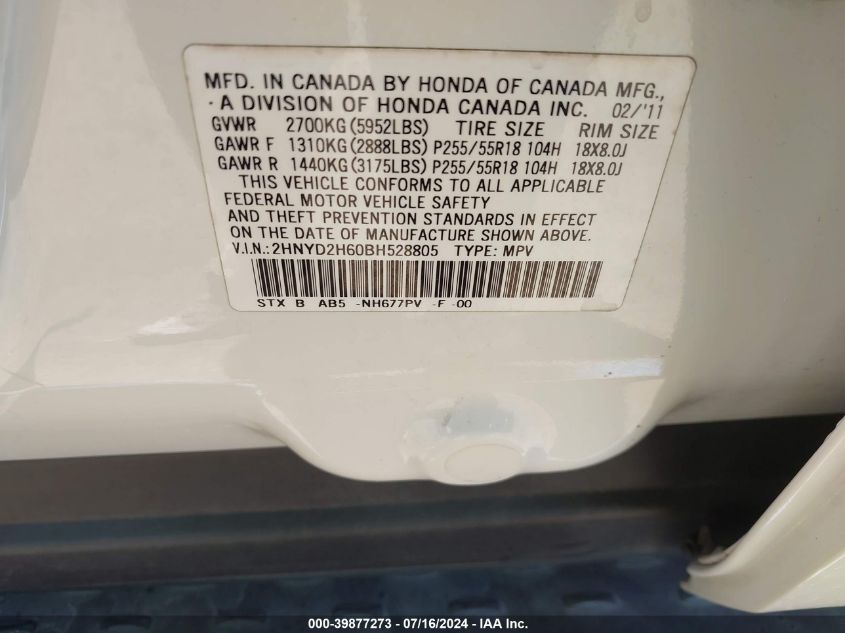 MFD. IN CANADA BY HONDA OF CANADA MFG.,
A DIVISION OF HONDA CANADA INC. 02/'11
GVWR 2700KG(5952LBS) TIRE SIZE RIM SIZE
GAWR F 1310KG(2888LBS) P255/55R18 104H 18X8.0J
GAWR R 1440KG(3175LBS) P255/55R18 104H 18X8.0J
THIS VEHICLE CONFORMS TO ALL APPLICABLE
FEDERAL MOTOR VEHICLE SAFETY
AND THEFT PREVENTION STANDARDS IN EFFECT
ON THE DATE OF MANUFACTURE SHOWN ABOVE.
V.I.N.: 2HNYD2H60BH528805 TYPE: MPV
STX B AB5 -NH677PV -F -00
000-39877273 - 07/16/2024 - IAA Inc.